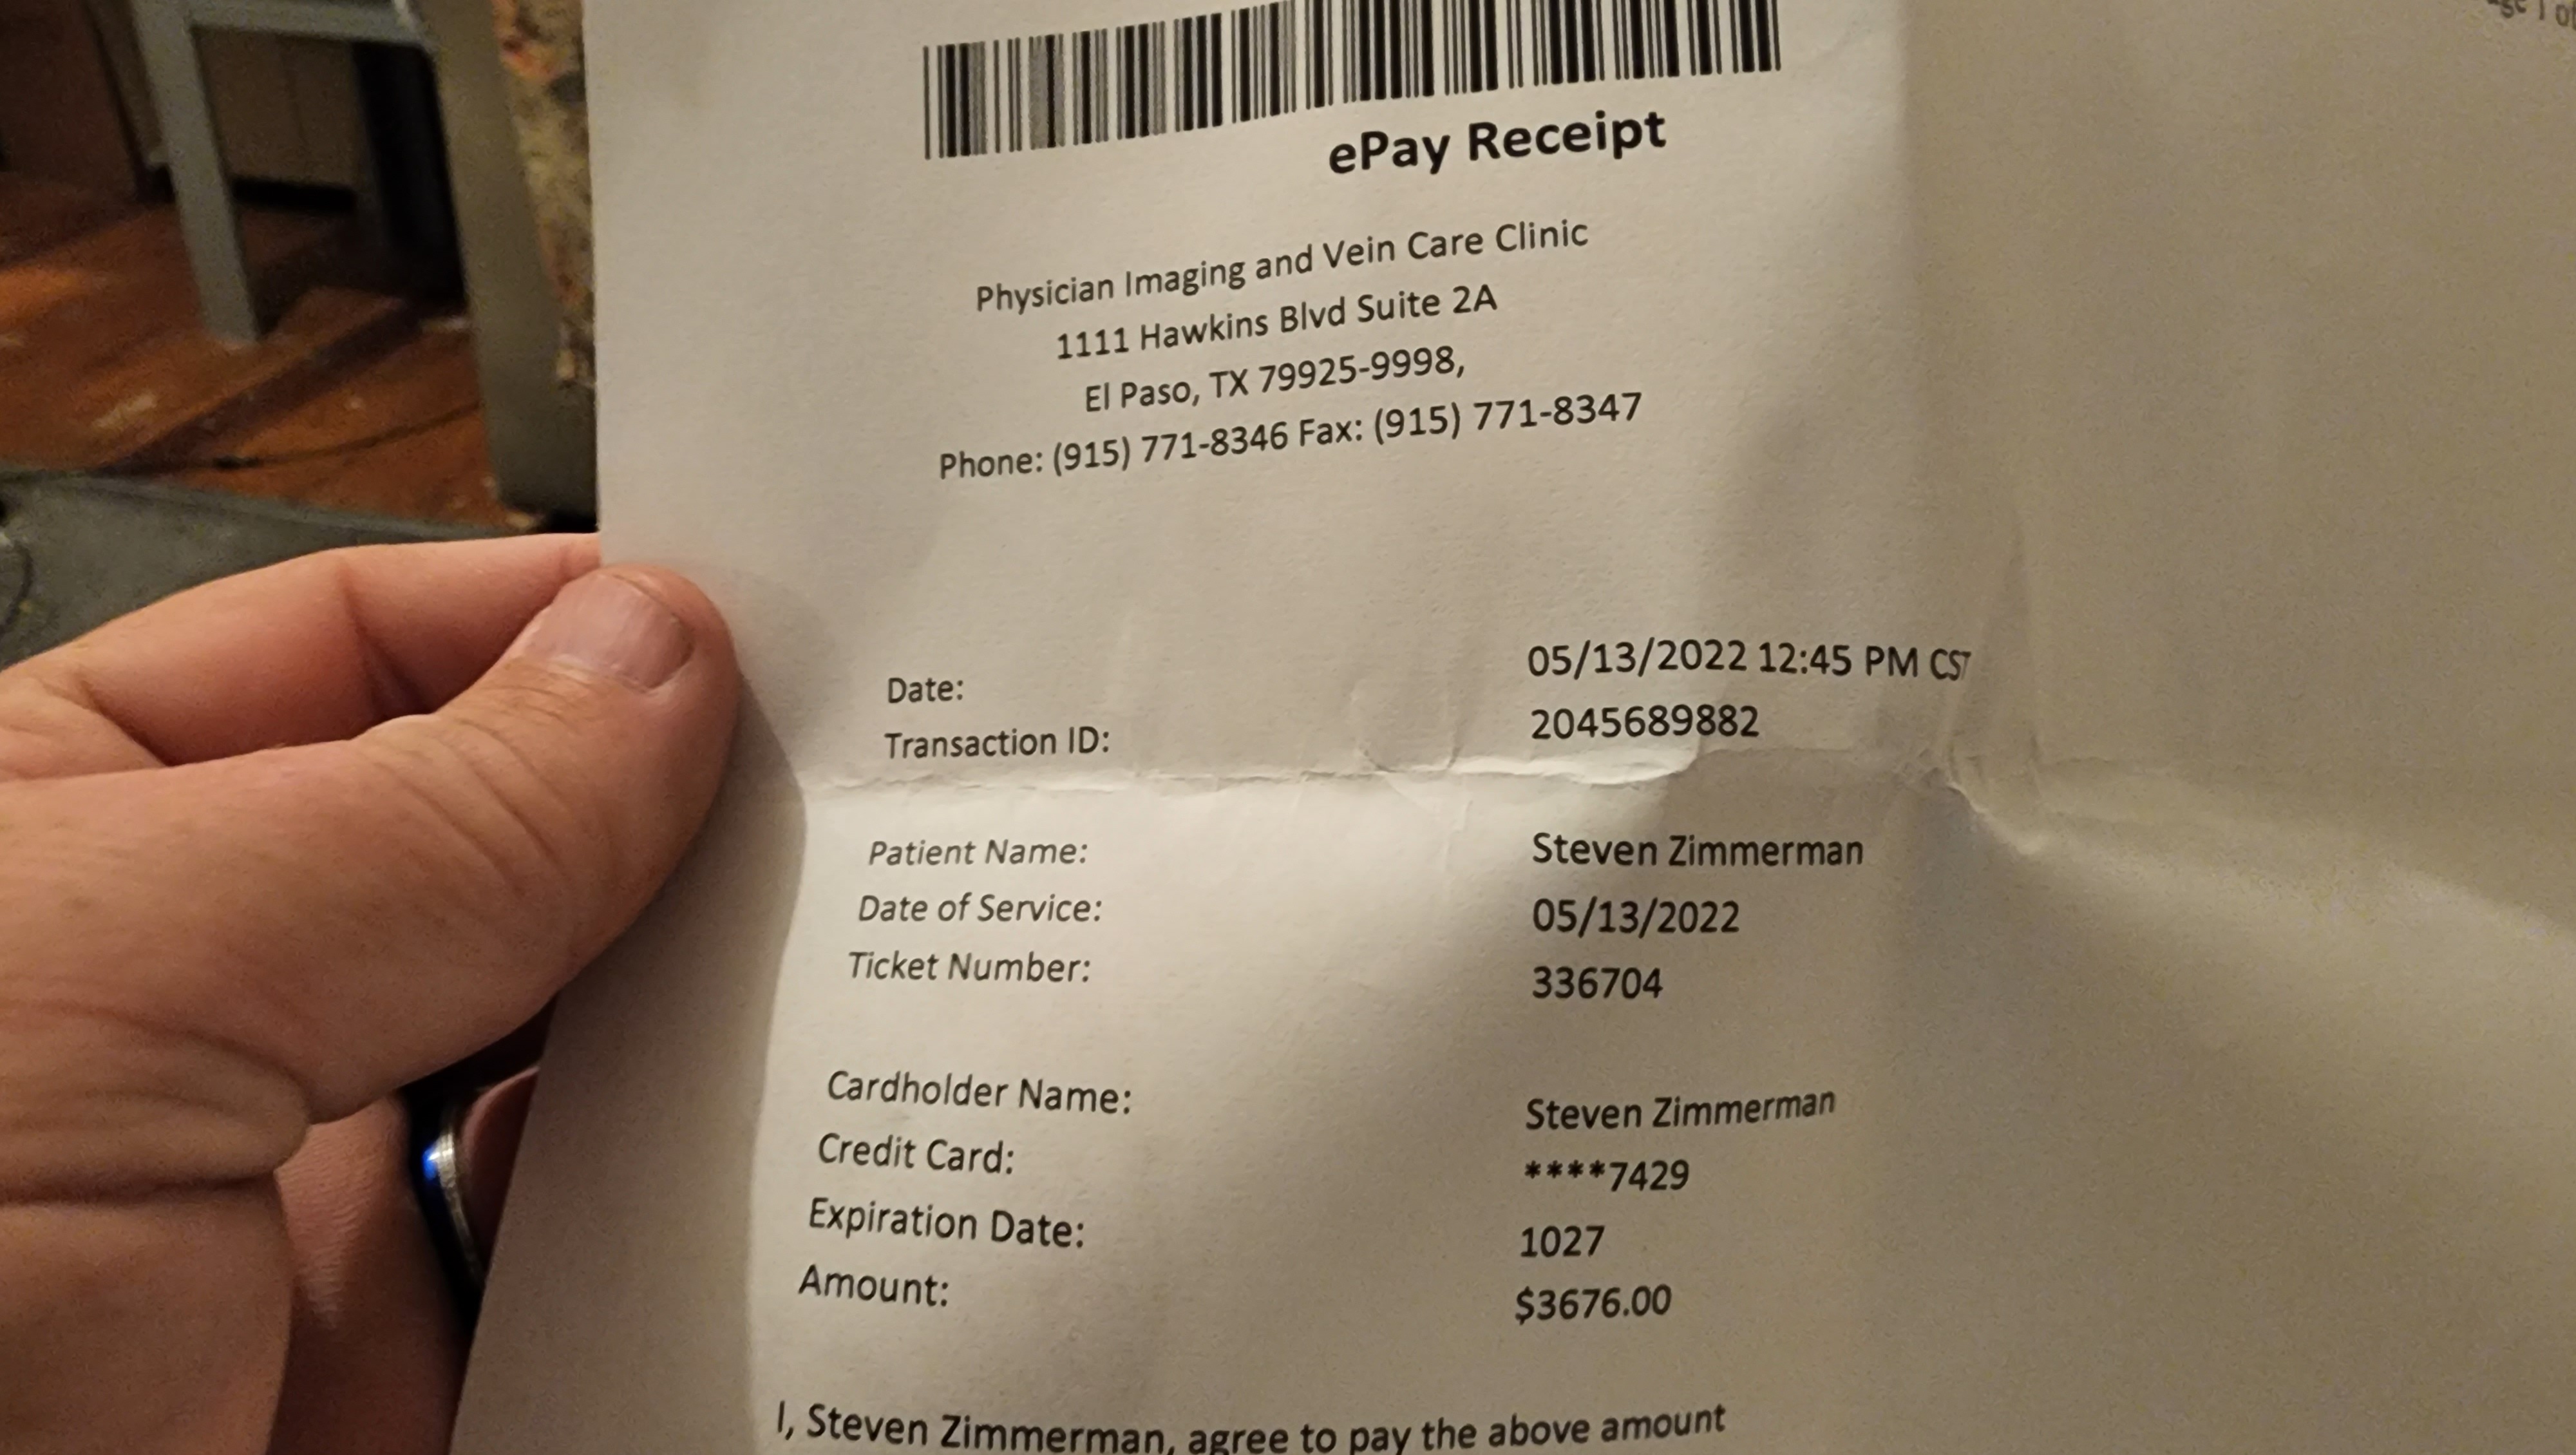 ePay Receipt
Physician Imaging and Vein Care Clinic
1111 Hawkins Blvd Suite 2A
El Paso, TX 79925-9998,
Phone: (915) 771-8346 Fax: (915) 771-8347
Date: 05/13/2022 12:45 PM CST
Transaction ID: 2045689882
Patient Name: Steven Zimmerman
Date of Service: 05/13/2022
Ticket Number: 336704
Cardholder Name: Steven Zimmerman
Credit Card: ****7429
Expiration Date: 1027
Amount: $3676.00
I, Steven Zimmerman, agree to pay the above amount